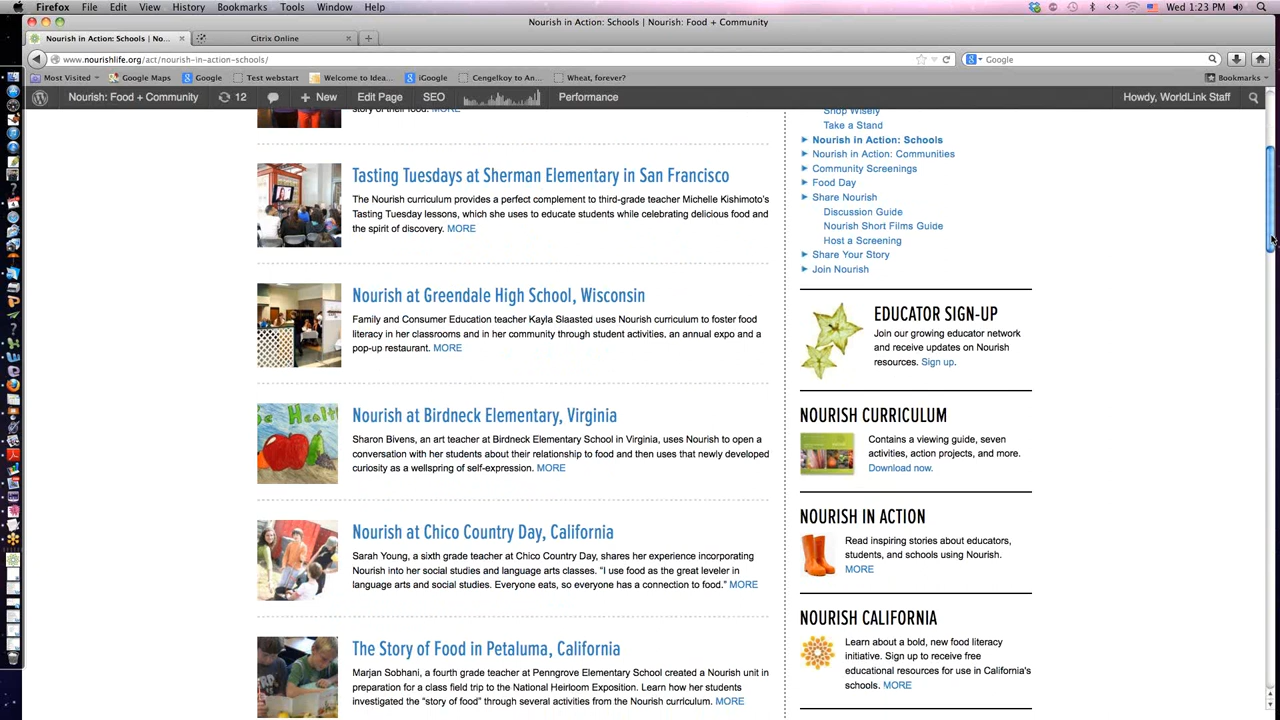 Firefox File Edit View History Bookmarks Tools Window Help Wed 1:23 PM
Nourish in Action: Schools | Nourish: Food + Community
Nourish in Action: Schools | No... Citrix Online
www.nourishlife.org/act/nourish-in-action-schools/ Google
Most Visited Google Maps Google Test webstart Welcome to Idea... iGoogle Cengelkoy to An... Wheat, forever? Bookmarks
Nourish: Food + Community 12 New Edit Page SEO Performance Howdy, WorldLink Staff
story of their food. MORE
Tasting Tuesdays at Sherman Elementary in San Francisco
The Nourish curriculum provides a perfect complement to third-grade teacher Michelle Kishimoto's
Tasting Tuesday lessons, which she uses to educate students while celebrating delicious food and
the spirit of discovery. MORE
Nourish at Greendale High School, Wisconsin
Family and Consumer Education teacher Kayla Slaasted uses Nourish curriculum to foster food
literacy in her classrooms and in her community through student activities, an annual expo and a
pop-up restaurant. MORE
Nourish at Birdneck Elementary, Virginia
Sharon Bivens, an art teacher at Birdneck Elementary School in Virginia, uses Nourish to open a
conversation with her students about their relationship to food and then uses that newly developed
curiosity as a wellspring of self-expression. MORE
Nourish at Chico Country Day, California
Sarah Young, a sixth grade teacher at Chico Country Day, shares her experience incorporating
Nourish into her social studies and language arts classes. "I use food as the great leveler in
language arts and social studies. Everyone eats, so everyone has a connection to food." MORE
The Story of Food in Petaluma, California
Marjan Sobhani, a fourth grade teacher at Penngrove Elementary School created a Nourish unit in
preparation for a class field trip to the National Heirloom Exposition. Learn how her students
investigated the "story of food" through several activities from the Nourish curriculum. MORE
Shop Wisely
Take a Stand
Nourish in Action: Schools
Nourish in Action: Communities
Community Screenings
Food Day
Share Nourish
Discussion Guide
Nourish Short Films Guide
Host a Screening
Share Your Story
Join Nourish
EDUCATOR SIGN-UP
Join our growing educator network
and receive updates on Nourish
resources. Sign up.
NOURISH CURRICULUM
Contains a viewing guide, seven
activities, action projects, and more.
Download now.
NOURISH IN ACTION
Read inspiring stories about educators,
students, and schools using Nourish.
MORE
NOURISH CALIFORNIA
Learn about a bold, new food literacy
initiative. Sign up to receive free
educational resources for use in California's
schools. MORE